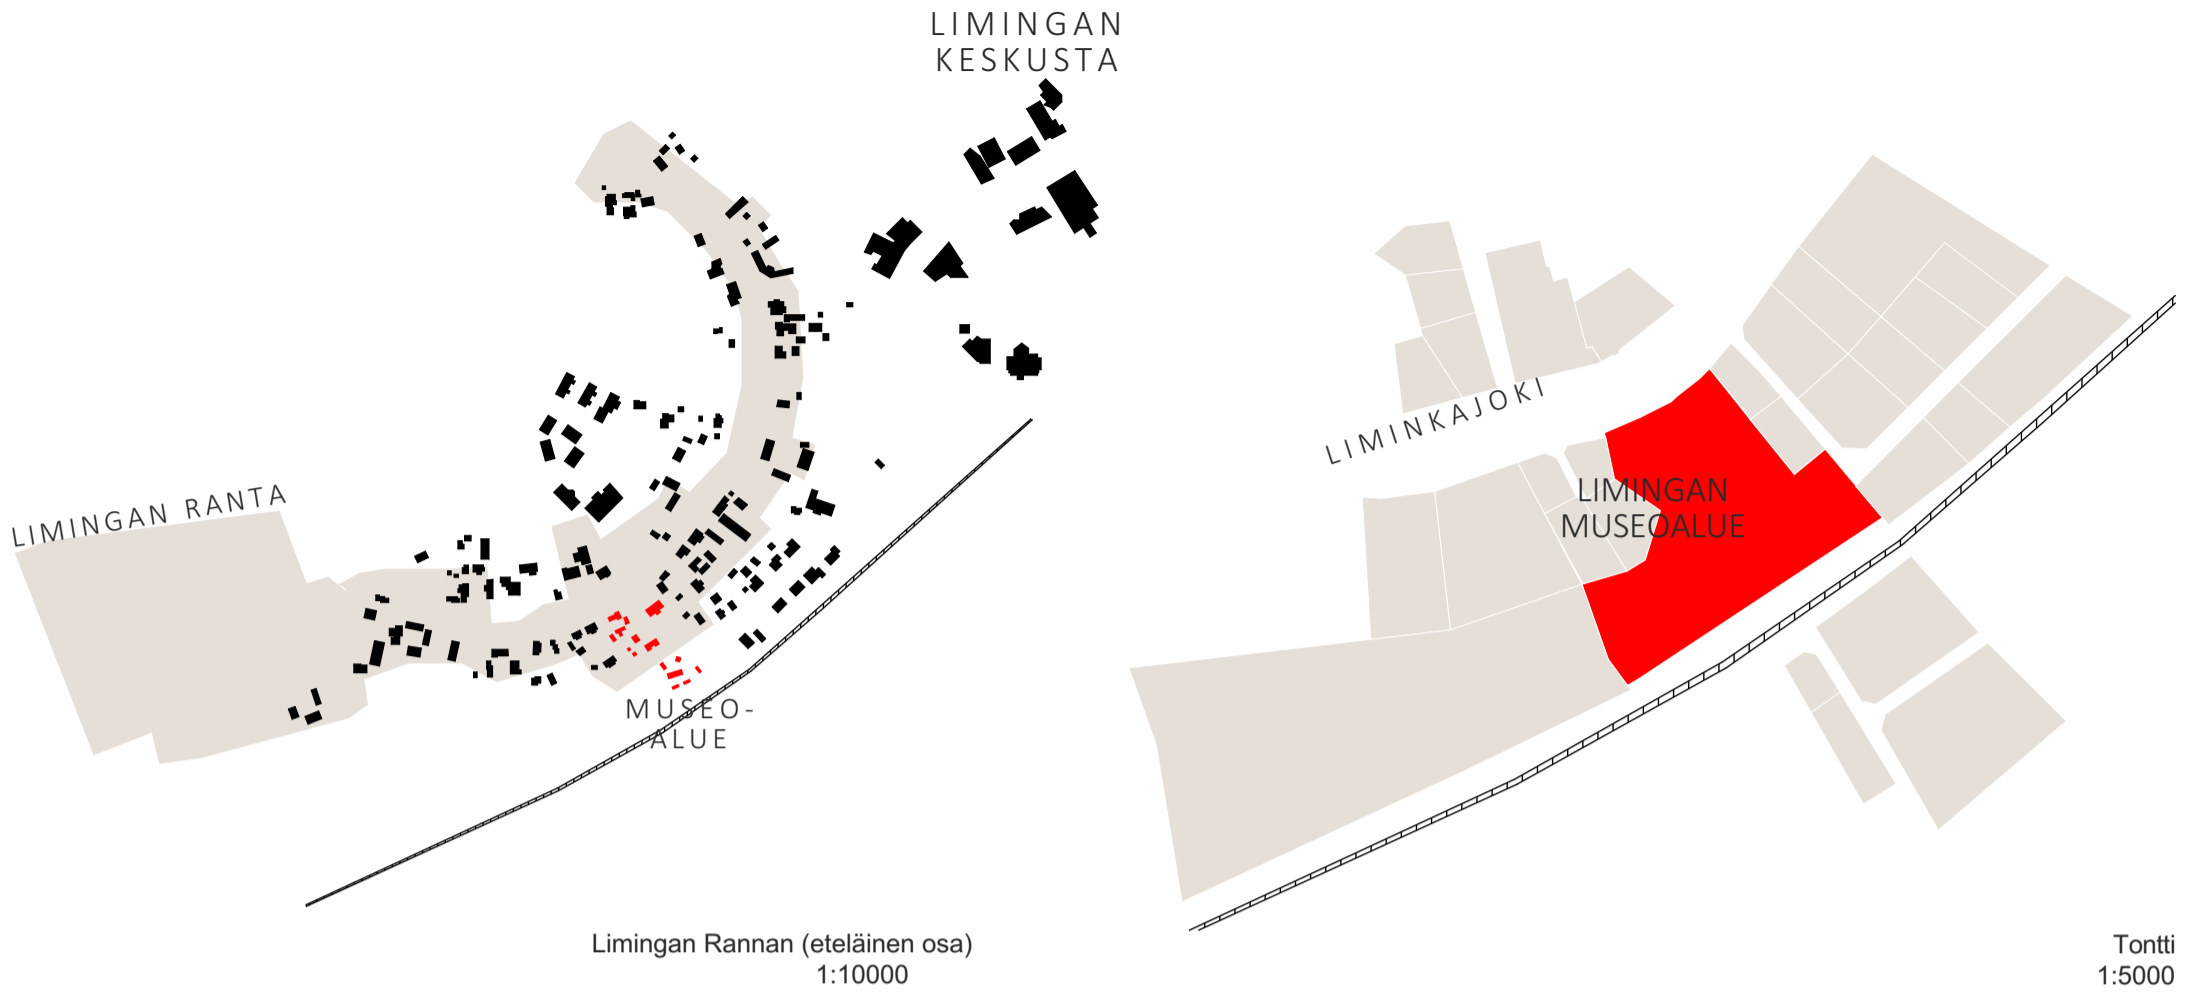 LIMINGAN
KESKUSTA
LIMINGAN RANTA
MUSEO-
ALUE
Limingan Rannan (eteläinen osa)
1:10000
LIMINKAJOKI
LIMINGAN
MUSEOALUE
Tontti
1:5000